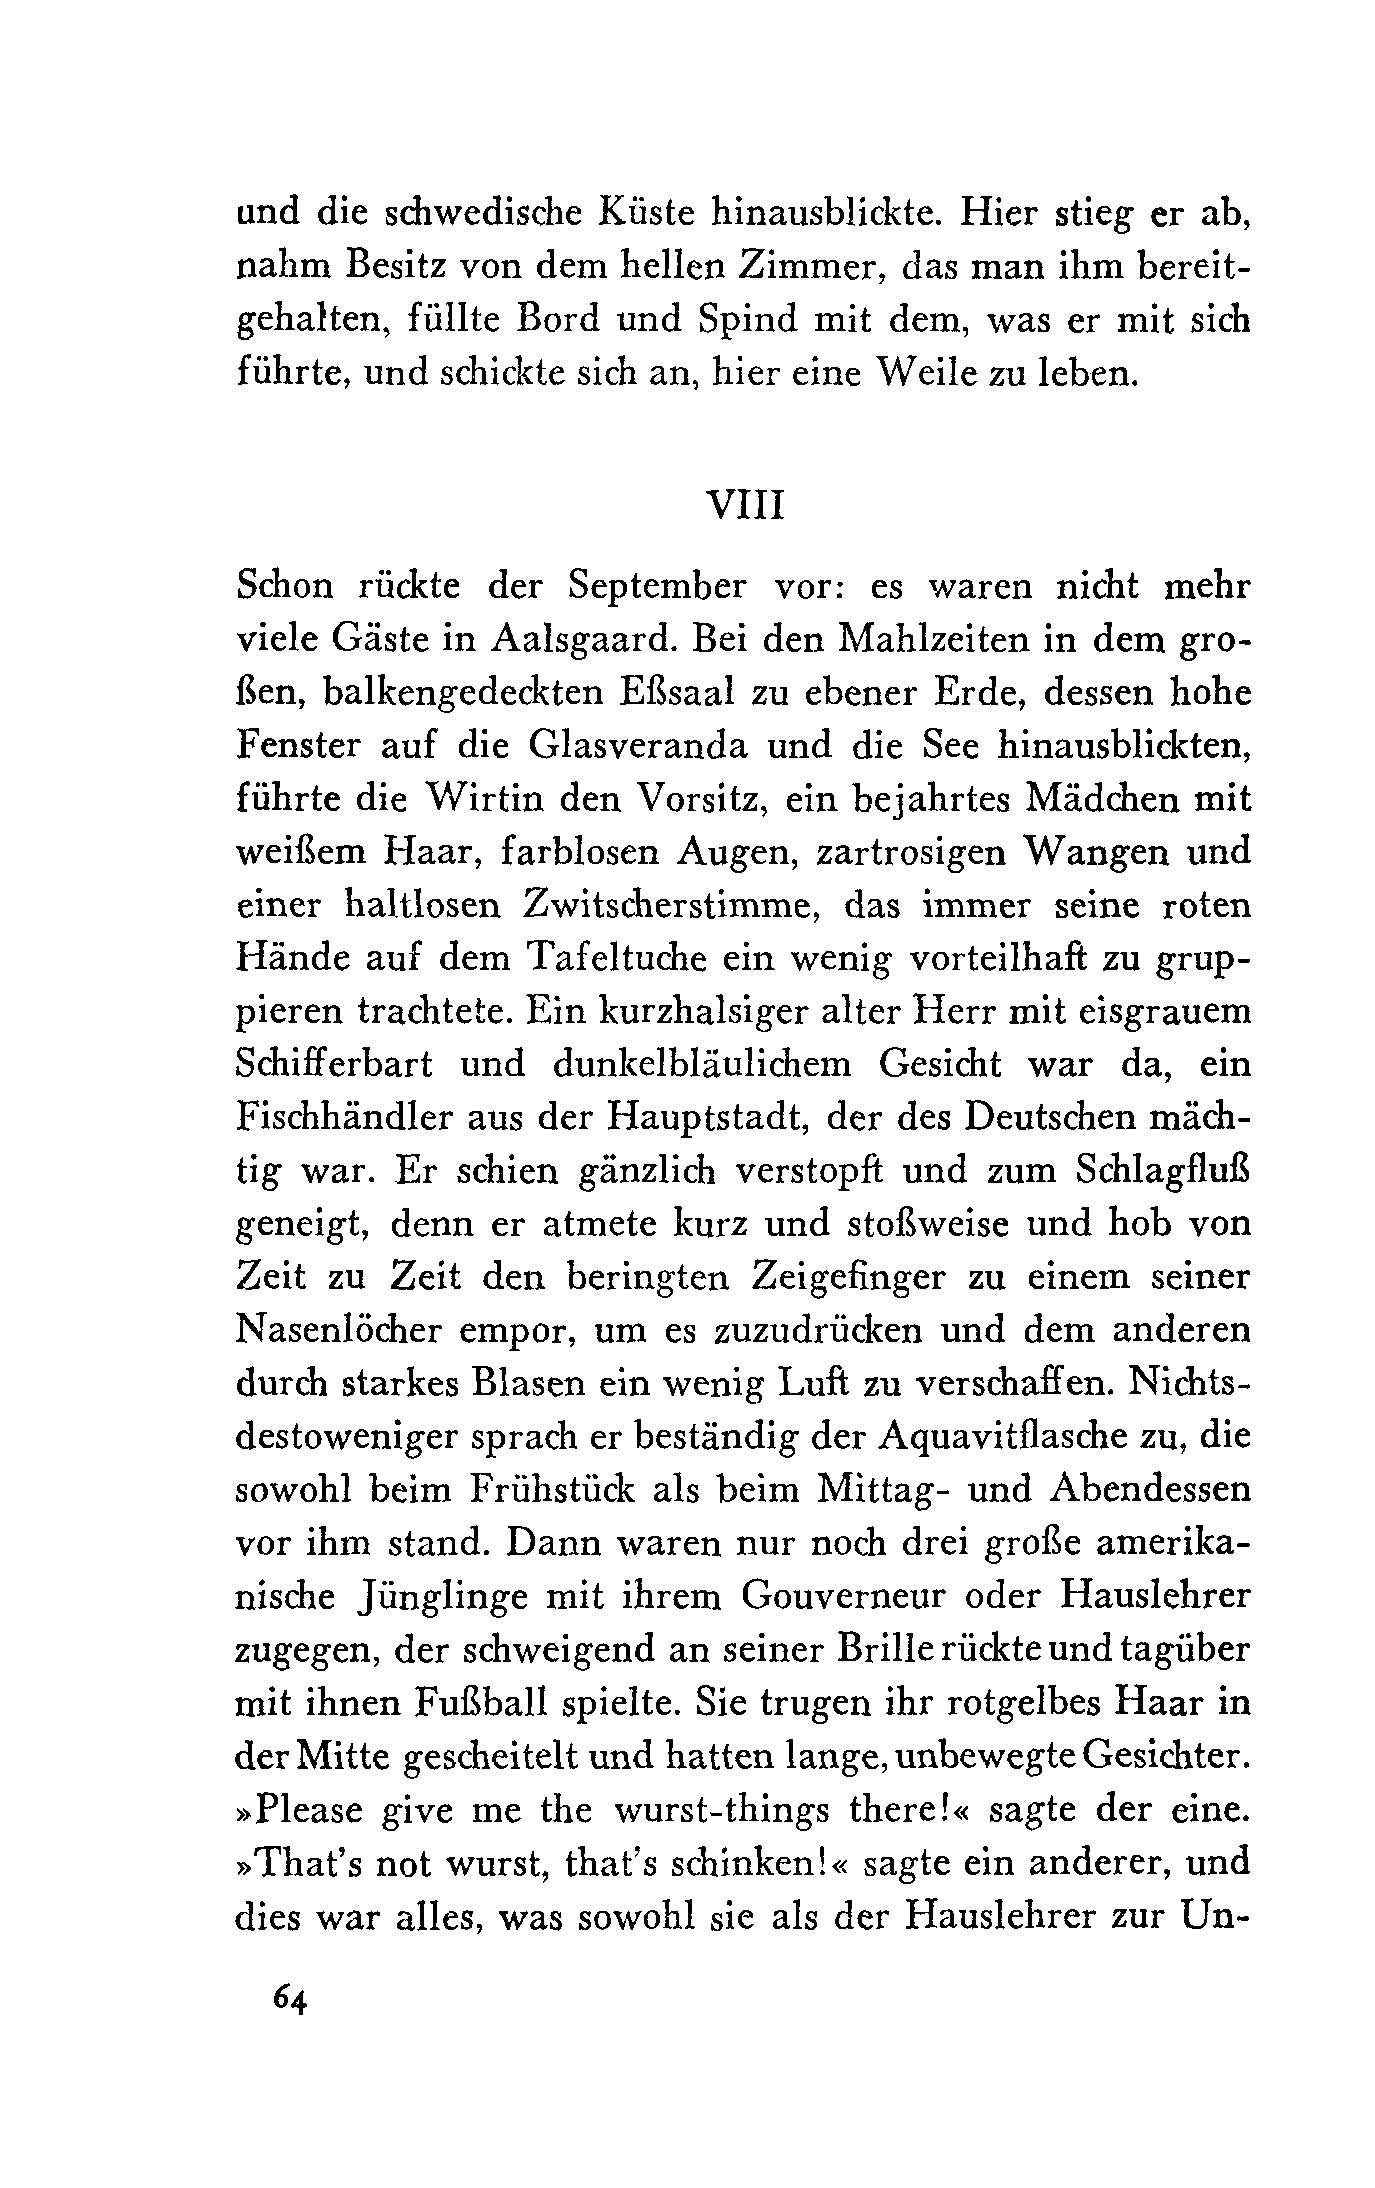 und die schwedische Küste hinausblickte. Hier stieg er ab,
nahm Besitz von dem hellen Zimmer, das man ihm bereit-
gehalten, füllte Bord und Spind mit dem, was er mit sich
führte, und schickte sich an, hier eine Weile zu leben.
VIII
Schon rückte der September vor: es waren nicht mehr
viele Gäste in Aalsgaard. Bei den Mahlzeiten in dem gro-
ßen, balkengedeckten Eßsaal zu ebener Erde, dessen hohe
Fenster auf die Glasveranda und die See hinausblickten,
führte die Wirtin den Vorsitz, ein bejahrtes Mädchen mit
weißem Haar, farblosen Augen, zartrosigen Wangen und
einer haltlosen Zwitscherstimme, das immer seine roten
Hände auf dem Tafeltuche ein wenig vorteilhaft zu grup-
pieren trachtete. Ein kurzhalsiger alter Herr mit eisgrauem
Schifferbart und dunkelbläulichem Gesicht war da, ein
Fischhändler aus der Hauptstadt, der des Deutschen mäch-
tig war. Er schien gänzlich verstopft und zum Schlagfluß
geneigt, denn er atmete kurz und stoßweise und hob von
Zeit zu Zeit den beringten Zeigefinger zu einem seiner
Nasenlöcher empor, um es zuzudrücken und dem anderen
durch starkes Blasen ein wenig Luft zu verschaffen. Nichts-
destoweniger sprach er beständig der Aquavitflasche zu, die
sowohl beim Frühstück als beim Mittag- und Abendessen
vor ihm stand. Dann waren nur noch drei große amerika-
nische Jünglinge mit ihrem Gouverneur oder Hauslehrer
zugegen, der schweigend an seiner Brille rückte und tagüber
mit ihnen Fußball spielte. Sie trugen ihr rotgelbes Haar in
der Mitte gescheitelt und hatten lange, unbewegte Gesichter.
»Please give me the wurst-things there!« sagte der eine.
»That's not wurst, that's schinken!« sagte ein anderer, und
dies war alles, was sowohl sie als der Hauslehrer zur Un-
64